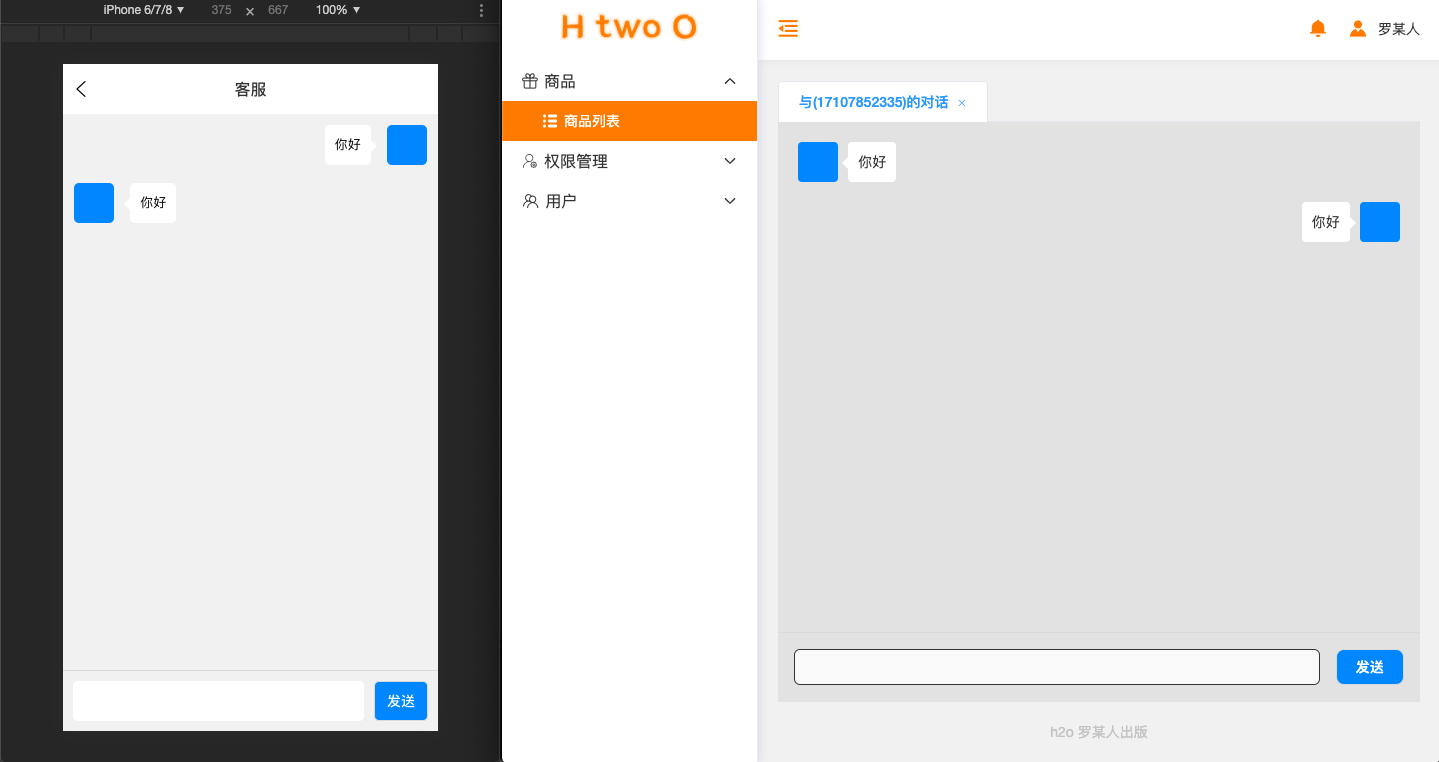 iPhone 6/7/8 ▼ 375 × 667 100% ▼
客服
你好
你好
发送
H two O
商品
商品列表
权限管理
用户
罗某人
与(17107852335)的对话 ×
你好
你好
发送
h2o 罗某人出版